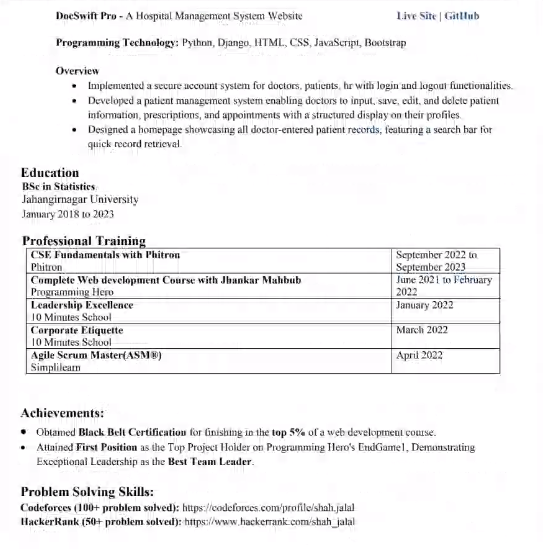 DocSwift Pro - A Hospital Management System Website Live Site | GitHub
Programming Technology: Python, Django, HTML, CSS, JavaScript, Bootstrap
Overview
• Implemented a secure account system for doctors, patients, hr with login and logout functionalities.
• Developed a patient management system enabling doctors to input, save, edit, and delete patient
information, prescriptions, and appointments with a structured display on their profiles.
• Designed a homepage showcasing all doctor-entered patient records, featuring a search bar for
quick record retrieval.
Education
BSc in Statistics
Jahangirnagar University
January 2018 to 2023
Professional Training
CSE Fundamentals with Phitron September 2022 to
Phitron September 2023
Complete Web development Course with Jhankar Mahbub June 2021 to February
Programming Hero 2022
Leadership Excellence January 2022
10 Minutes School
Corporate Etiquette March 2022
10 Minutes School
Agile Scrum Master(ASM®) April 2022
Simplilearn
Achievements:
• Obtained Black Belt Certification for finishing in the top 5% of a web development course.
• Attained First Position as the Top Project Holder on Programming Hero's EndGame1, Demonstrating
Exceptional Leadership as the Best Team Leader.
Problem Solving Skills:
Codeforces (100+ problem solved): https://codeforces.com/profile/shah.jalal
HackerRank (50+ problem solved): https://www.hackerrank.com/shah_jalal